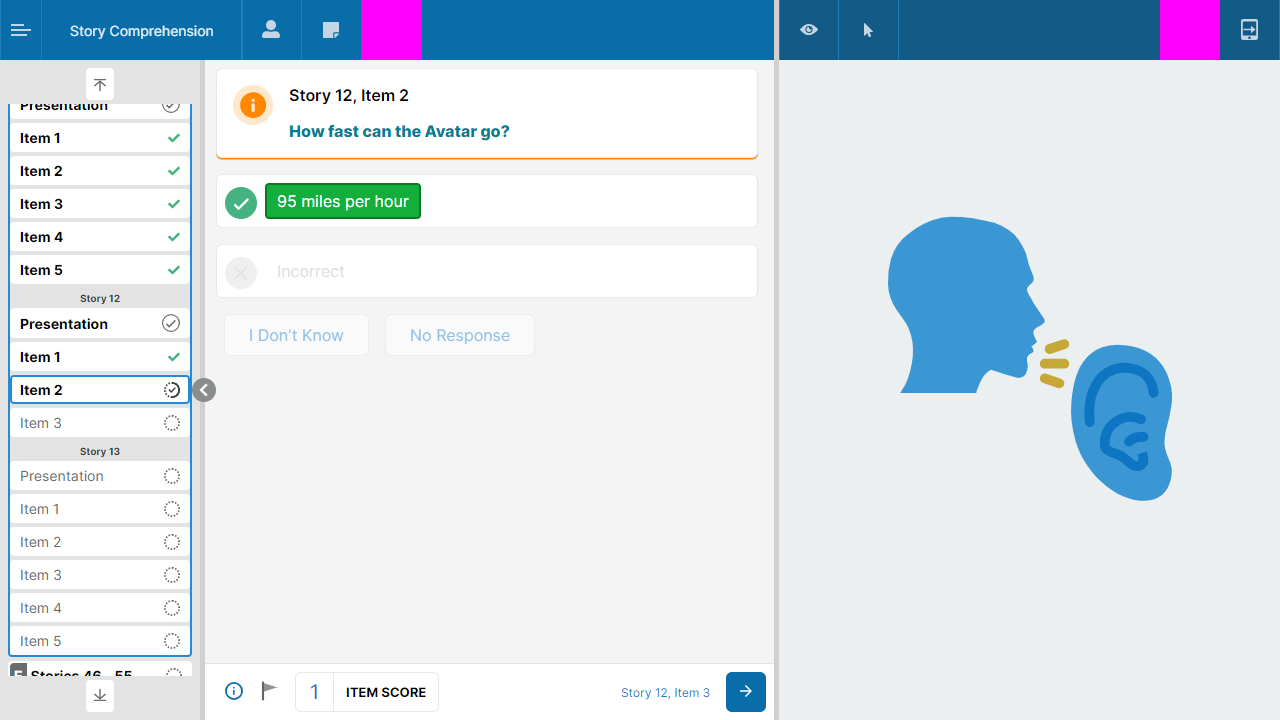 Story Comprehension
Presentation
Item 1
Item 2
Item 3
Item 4
Item 5
Story 12
Presentation
Item 1
Item 2
Item 3
Story 13
Presentation
Item 1
Item 2
Item 3
Item 4
Item 5
E Stories 46 - 55
Story 12, Item 2
How fast can the Avatar go?
95 miles per hour
Incorrect
I Don't Know
No Response
1
ITEM SCORE
Story 12, Item 3